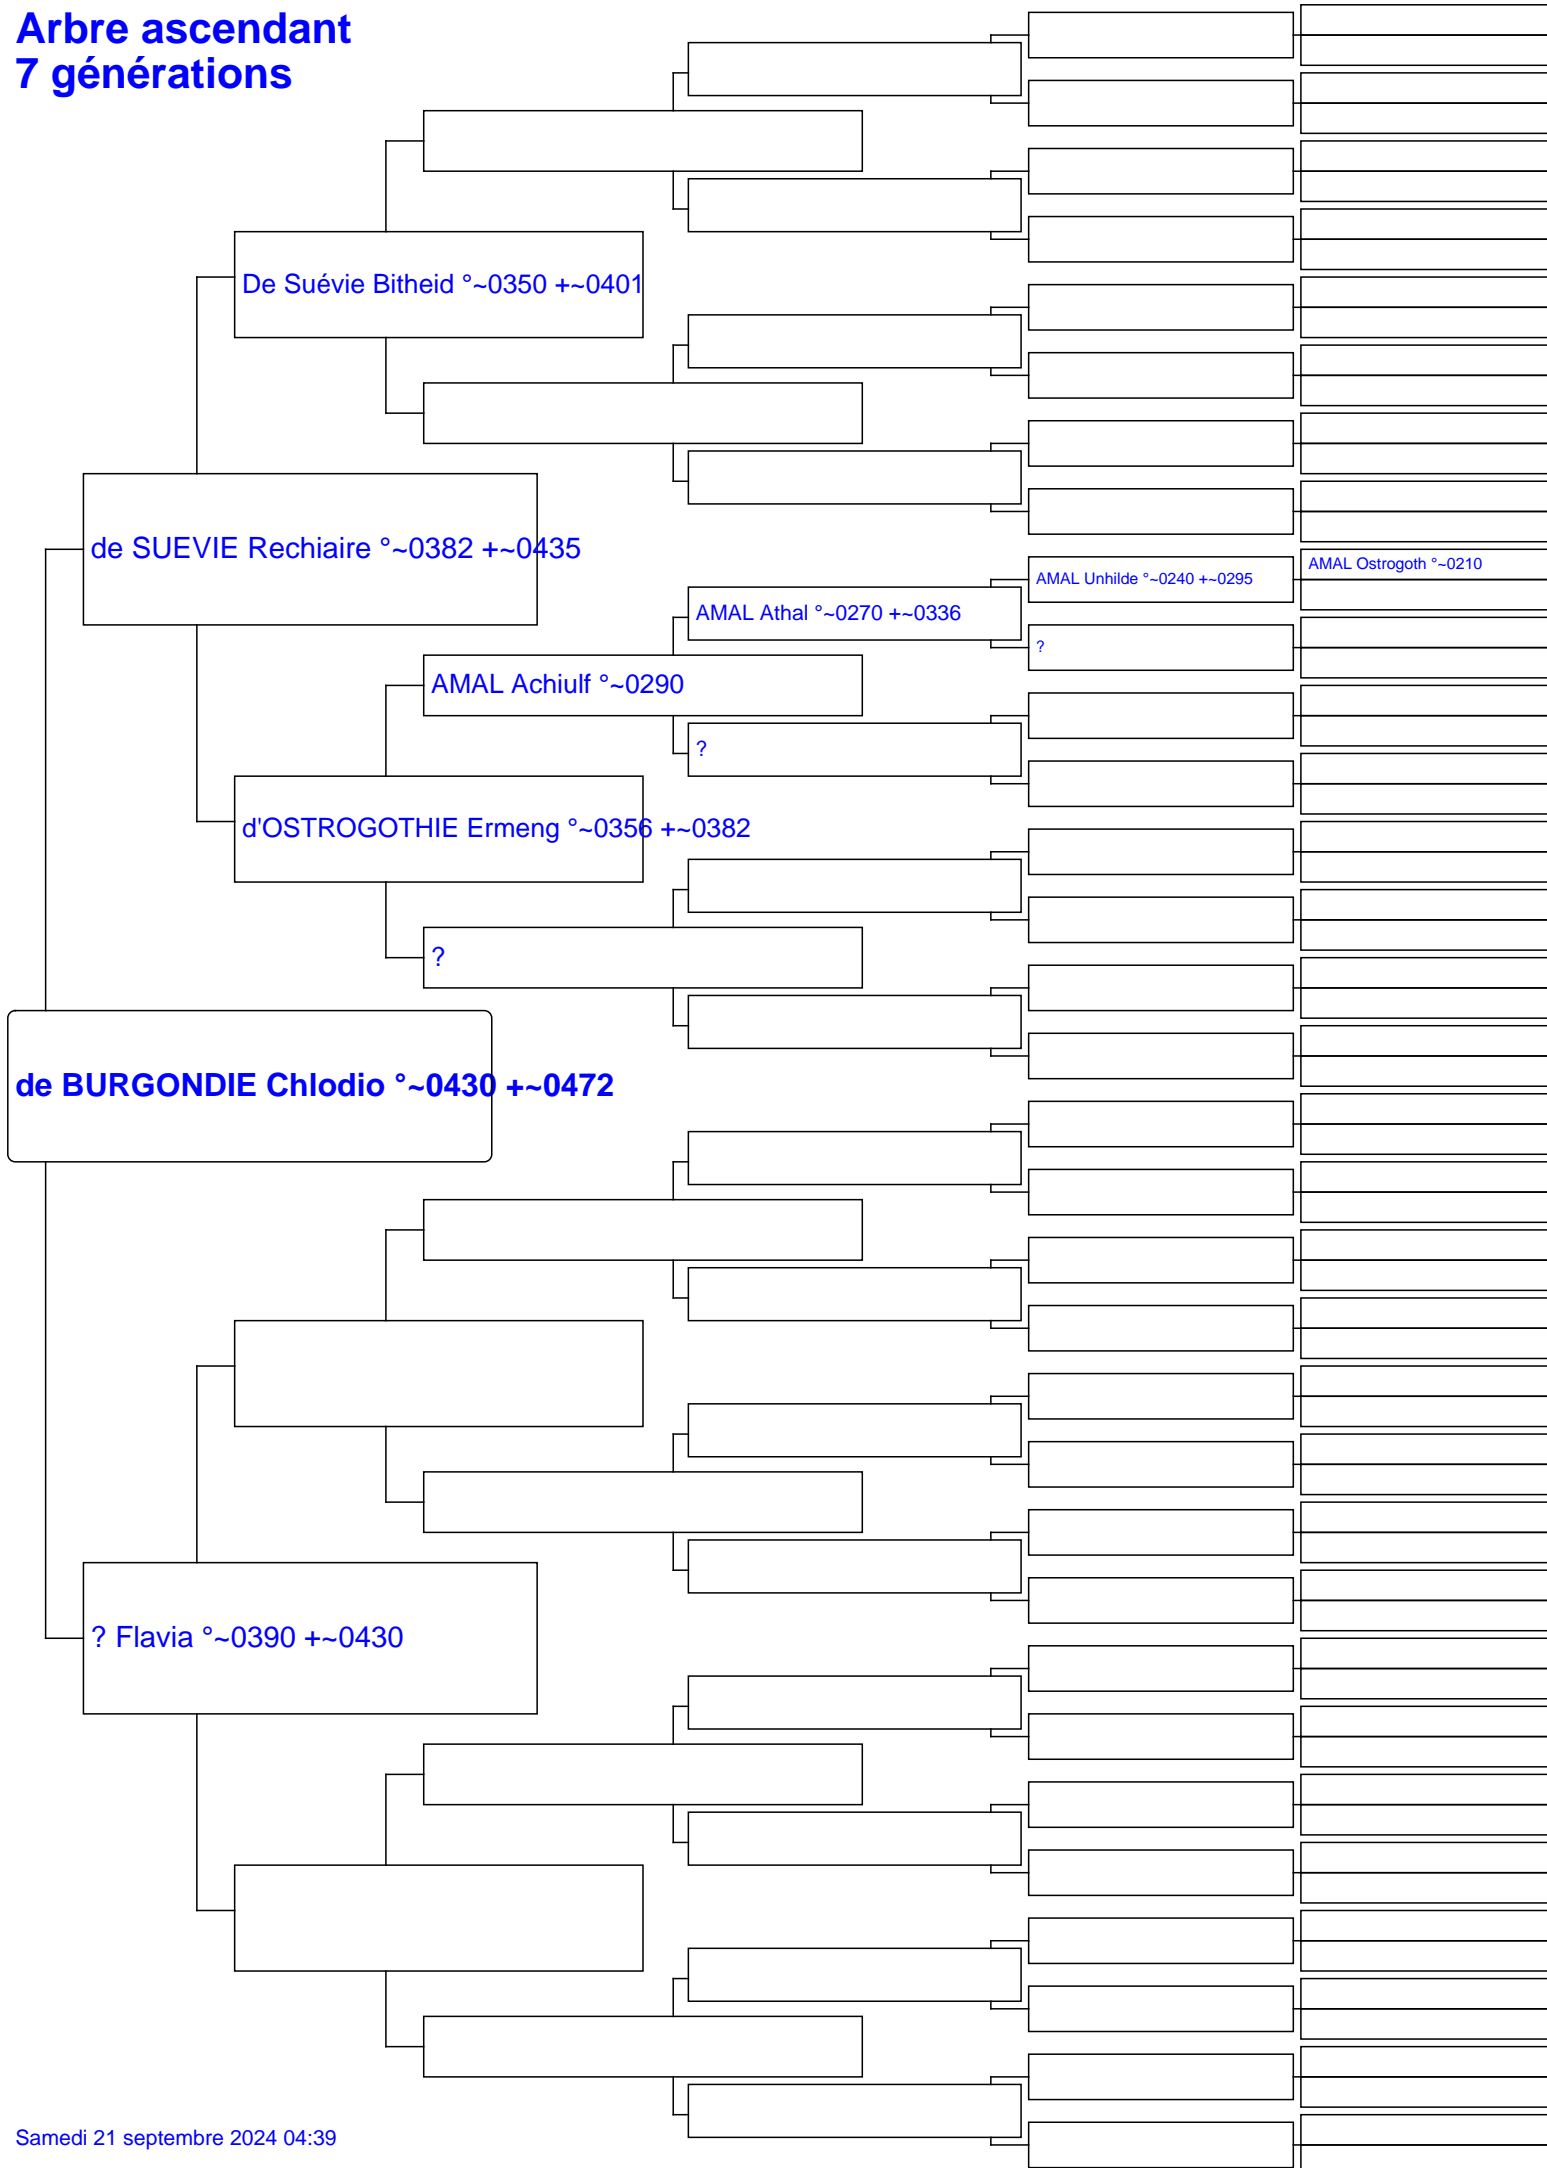 Arbre ascendant
7 générations
De Suévie Bitheid °~0350 +~0401
de SUEVIE Rechiaire °~0382 +~0435
AMAL Ostrogoth °~0210
AMAL Unhilde °~0240 +~0295
AMAL Athal °~0270 +~0336
?
AMAL Achiulf °~0290
?
d'OSTROGOTHIE Ermeng °~0356 +~0382
?
de BURGONDIE Chlodio °~0430 +~0472
? Flavia °~0390 +~0430
Samedi 21 septembre 2024 04:39